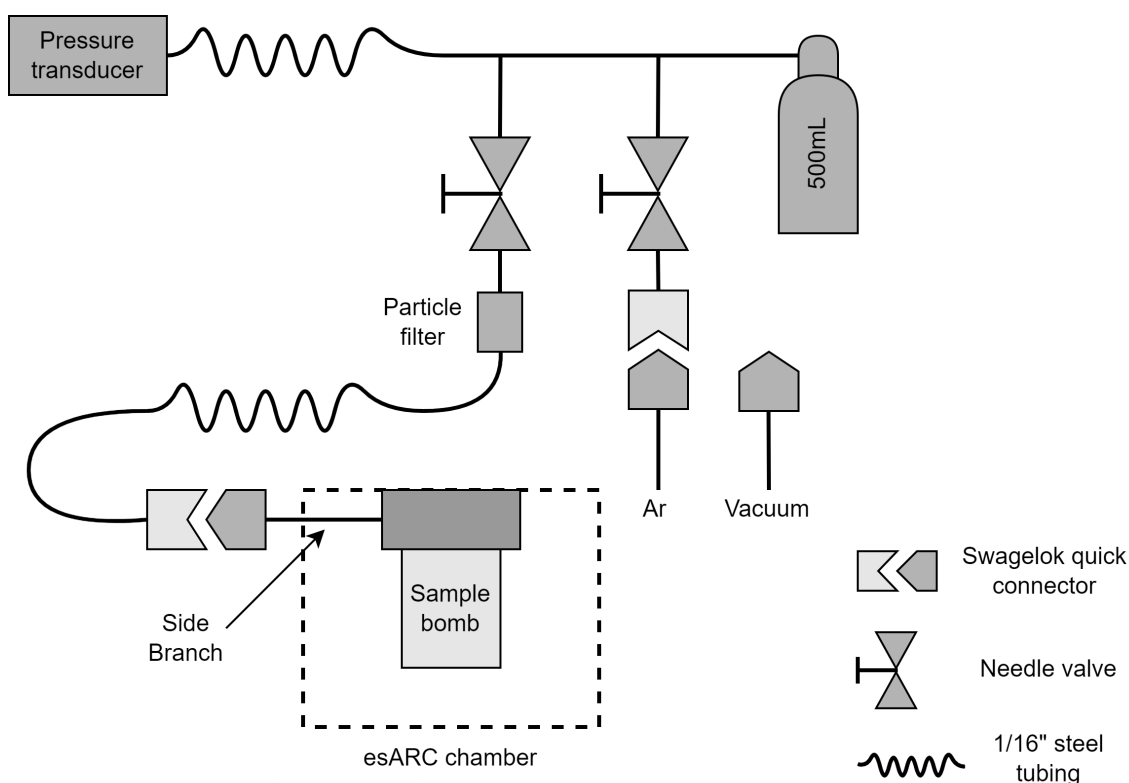 Pressure
transducer
500mL
Particle
filter
Ar
Vacuum
Side
Branch
Sample
bomb
esARC chamber
Swagelok quick
connector
Needle valve
1/16" steel
tubing